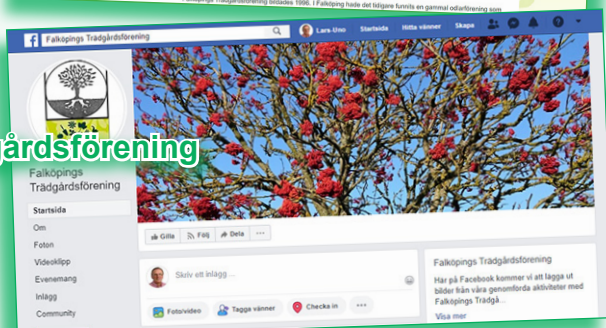 Falköpings Trädgårdsförening bildades 1996. I Falköping hade det tidigare funnits en gammal odlarförening som
Falköpings Trädgårdsförening
Lars-Uno Startsida Hitta vänner Skapa
gårdsförening
Falköpings
Trädgårdsförening
Startsida
Om
Foton
Videoklipp
Evenemang
Inlägg
Community
Gilla Följ Dela ...
Skriv ett inlägg ...
Foto/video Tagga vänner Checka in ...
Falköpings Trädgårdsförening
Här på Facebook kommer vi att lägga ut
bilder från våra genomförda aktiviteter med
Falköpings Trädgå...
Visa mer